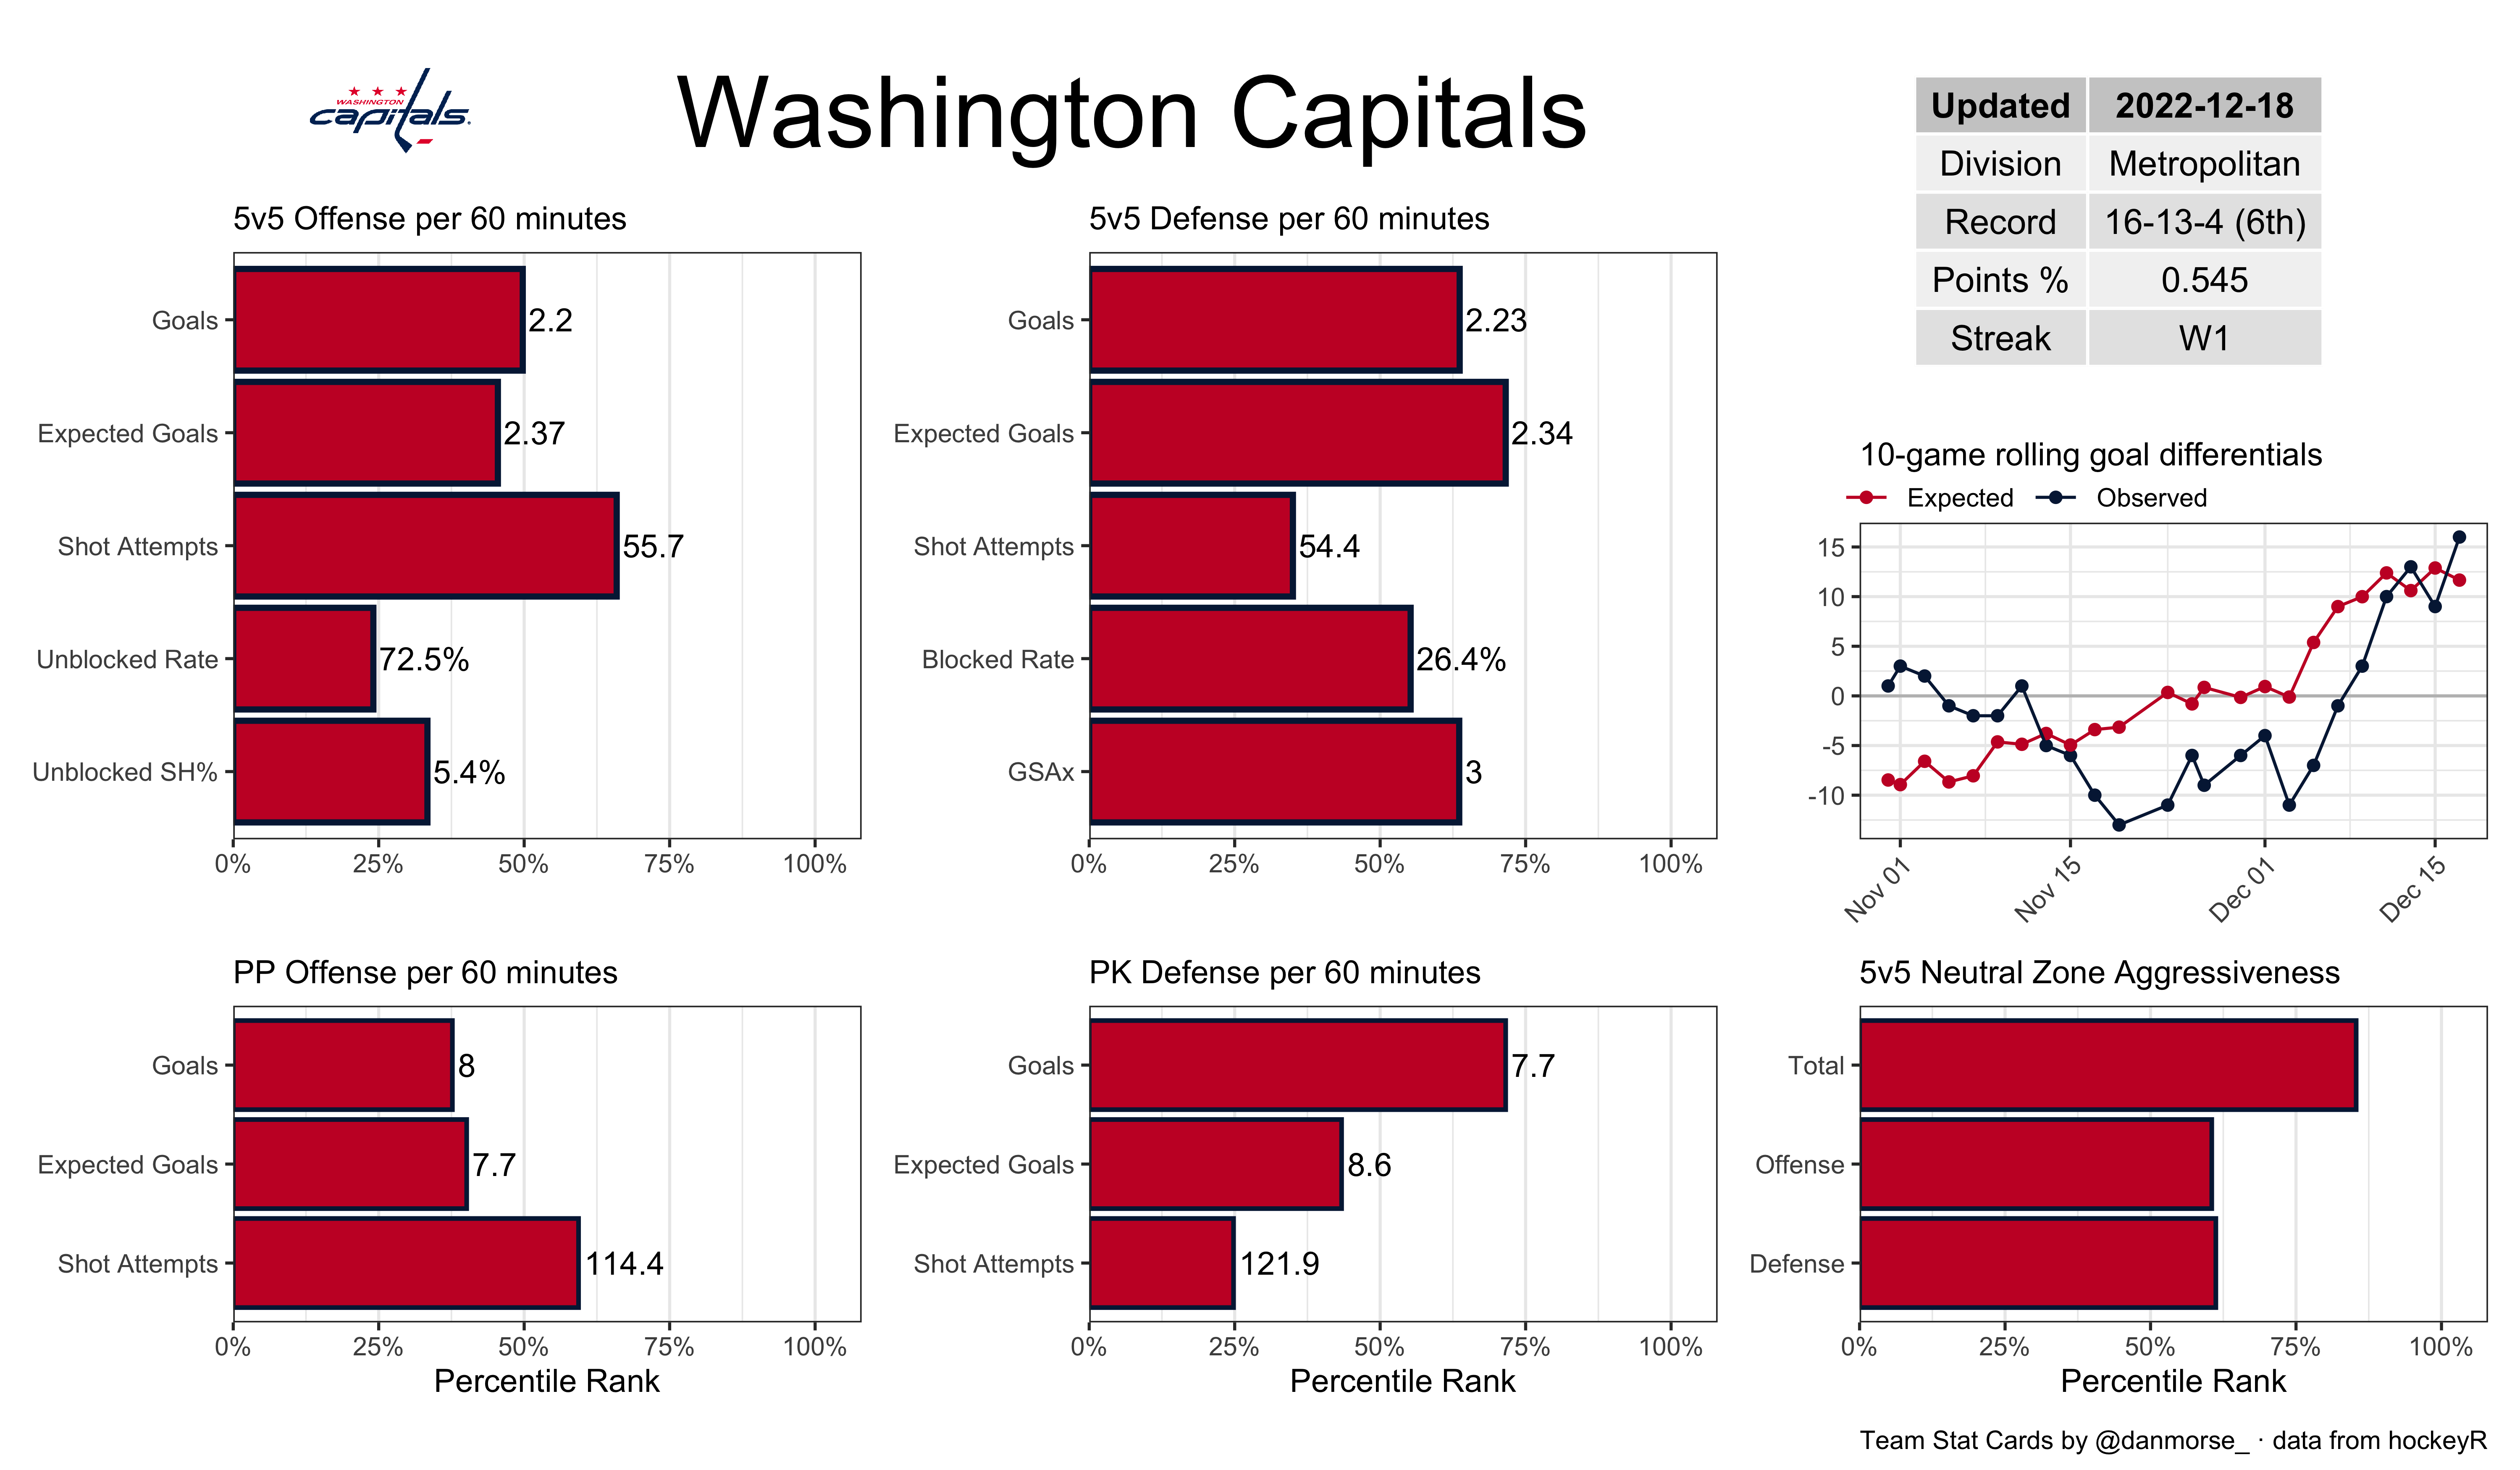 WASHINGTON
capitals.
Washington Capitals
Updated 2022-12-18
Division Metropolitan
Record 16-13-4 (6th)
Points % 0.545
Streak W1
5v5 Offense per 60 minutes
Goals 2.2
Expected Goals 2.37
Shot Attempts 55.7
Unblocked Rate 72.5%
Unblocked SH% 5.4%
0% 25% 50% 75% 100%
5v5 Defense per 60 minutes
Goals 2.23
Expected Goals 2.34
Shot Attempts 54.4
Blocked Rate 26.4%
GSAx 3
0% 25% 50% 75% 100%
10-game rolling goal differentials
Expected Observed
15
10
5
0
-5
-10
Nov 01 Nov 15 Dec 01 Dec 15
PP Offense per 60 minutes
Goals 8
Expected Goals 7.7
Shot Attempts 114.4
0% 25% 50% 75% 100%
Percentile Rank
PK Defense per 60 minutes
Goals 7.7
Expected Goals 8.6
Shot Attempts 121.9
0% 25% 50% 75% 100%
Percentile Rank
5v5 Neutral Zone Aggressiveness
Total
Offense
Defense
0% 25% 50% 75% 100%
Percentile Rank
Team Stat Cards by @danmorse_ · data from hockeyR